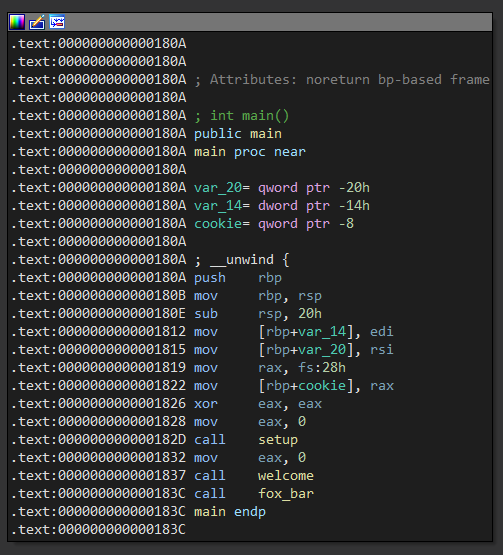 .text:000000000000180A
.text:000000000000180A
.text:000000000000180A ; Attributes: noreturn bp-based frame
.text:000000000000180A
.text:000000000000180A ; int main()
.text:000000000000180A public main
.text:000000000000180A main proc near
.text:000000000000180A
.text:000000000000180A var_20= qword ptr -20h
.text:000000000000180A var_14= dword ptr -14h
.text:000000000000180A cookie= qword ptr -8
.text:000000000000180A
.text:000000000000180A ; __unwind {
.text:000000000000180A push    rbp
.text:000000000000180B mov     rbp, rsp
.text:000000000000180E sub     rsp, 20h
.text:0000000000001812 mov     [rbp+var_14], edi
.text:0000000000001815 mov     [rbp+var_20], rsi
.text:0000000000001819 mov     rax, fs:28h
.text:0000000000001822 mov     [rbp+cookie], rax
.text:0000000000001826 xor     eax, eax
.text:0000000000001828 mov     eax, 0
.text:000000000000182D call    setup
.text:0000000000001832 mov     eax, 0
.text:0000000000001837 call    welcome
.text:000000000000183C call    fox_bar
.text:000000000000183C main endp
.text:000000000000183C